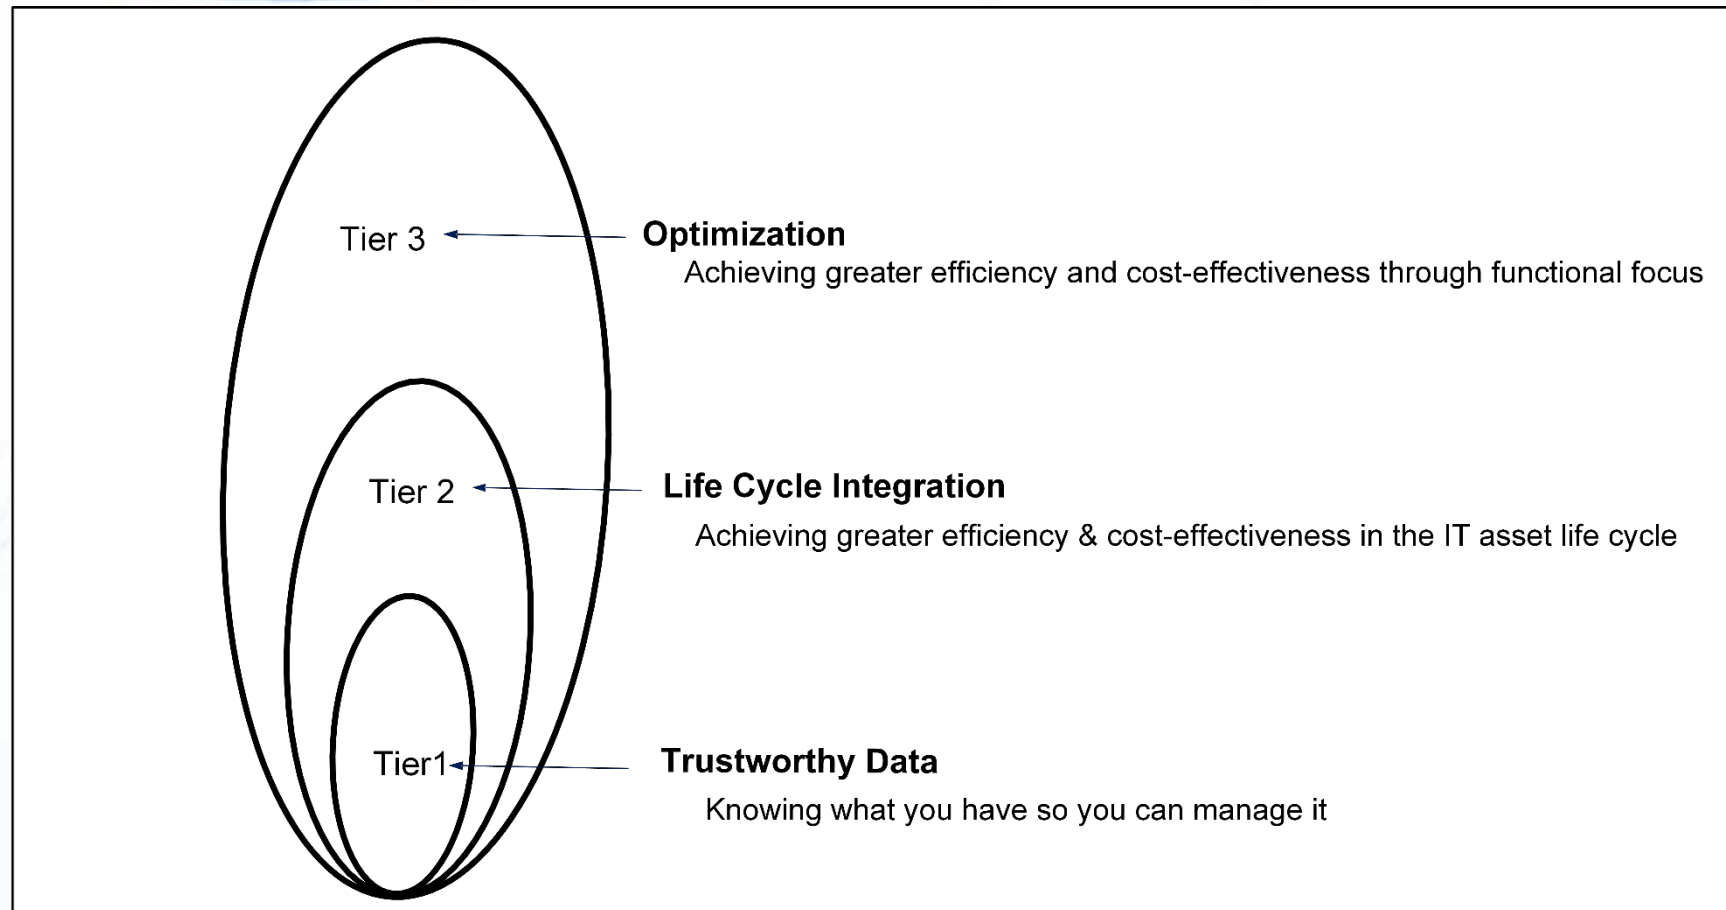 Tier 3
Optimization
Achieving greater efficiency and cost-effectiveness through functional focus
Tier 2
Life Cycle Integration
Achieving greater efficiency & cost-effectiveness in the IT asset life cycle
Tier1
Trustworthy Data
Knowing what you have so you can manage it